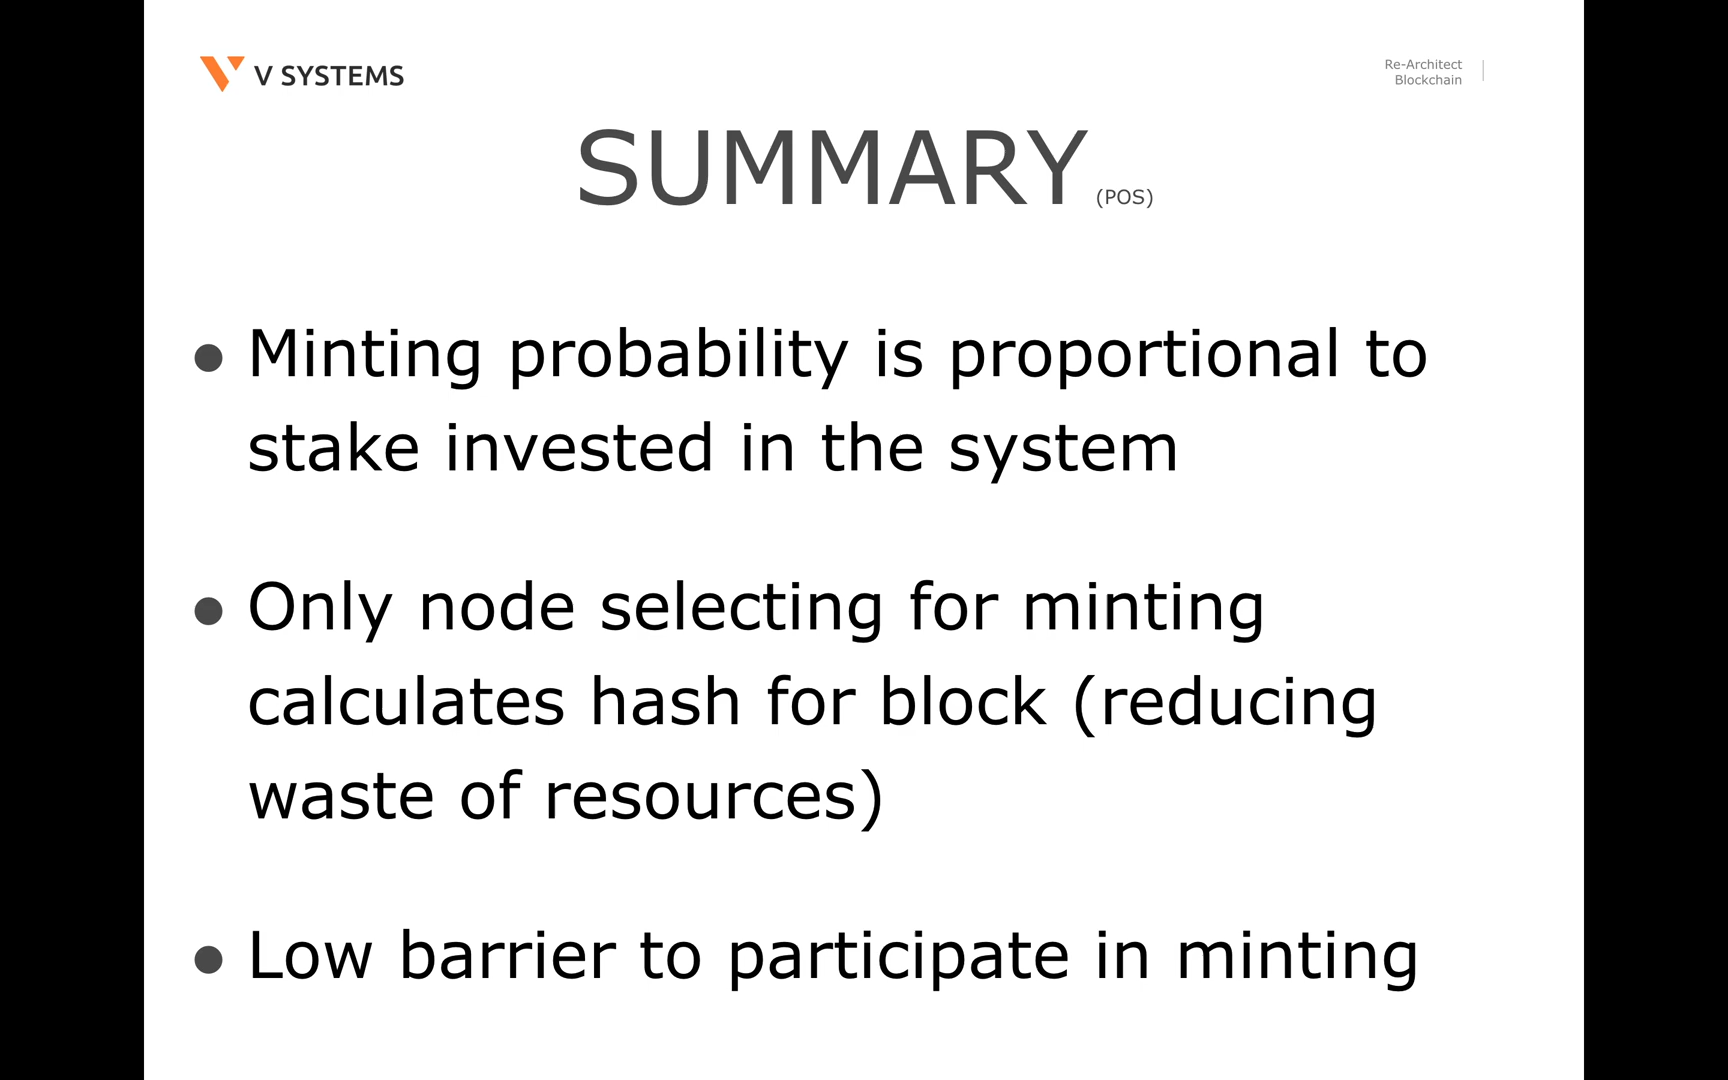 V SYSTEMS
Re-Architect
Blockchain
SUMMARY (POS)
● Minting probability is proportional to
stake invested in the system
● Only node selecting for minting
calculates hash for block (reducing
waste of resources)
● Low barrier to participate in minting